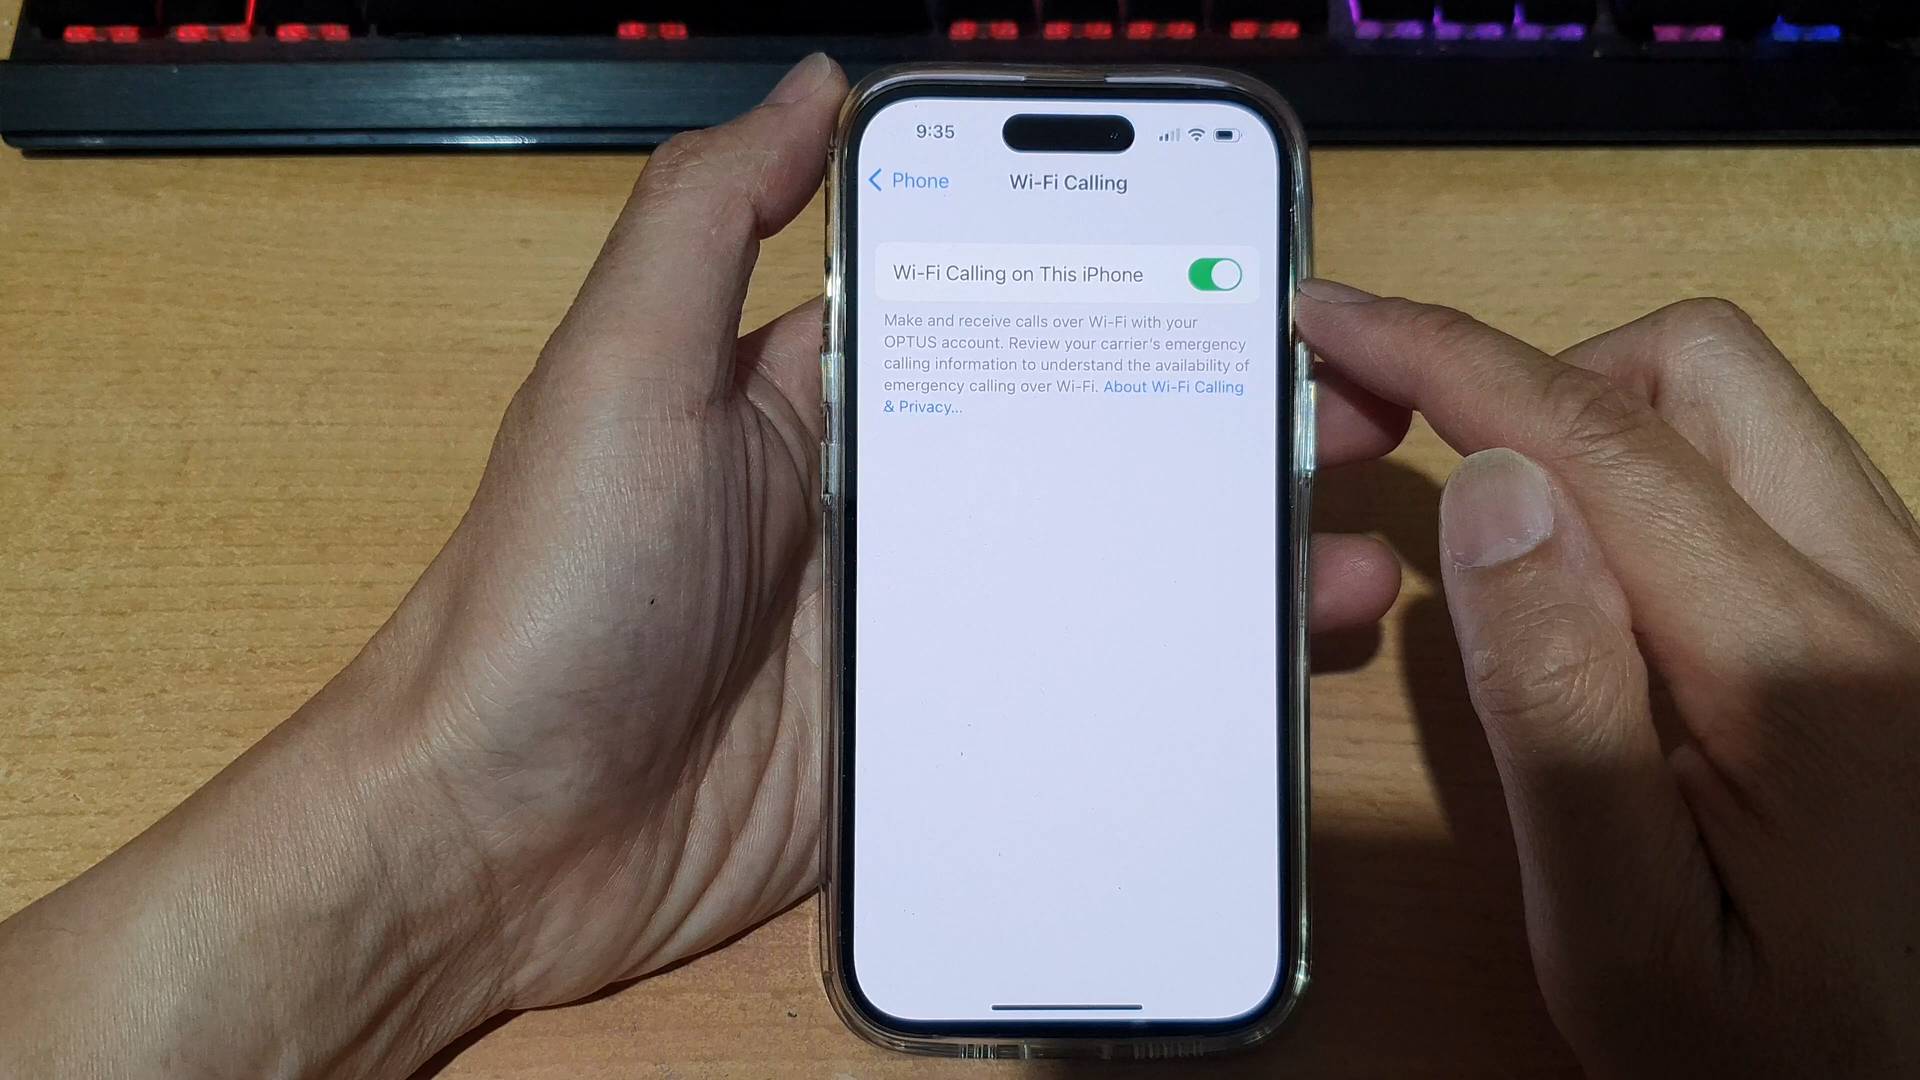 9:35
Phone
Wi-Fi Calling
Wi-Fi Calling on This iPhone
Make and receive calls over Wi-Fi with your
OPTUS account. Review your carrier's emergency
calling information to understand the availability of
emergency calling over Wi-Fi. About Wi-Fi Calling
& Privacy...